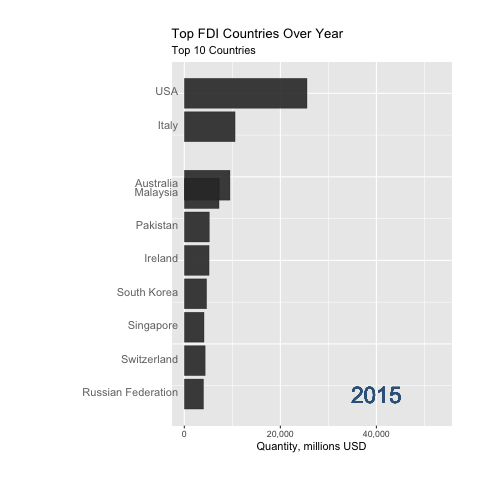 Top FDI Countries Over Year
Top 10 Countries
USA
Italy
Australia
Malaysia
Pakistan
Ireland
South Korea
Singapore
Switzerland
Russian Federation
2015
0 20,000 40,000
Quantity, millions USD